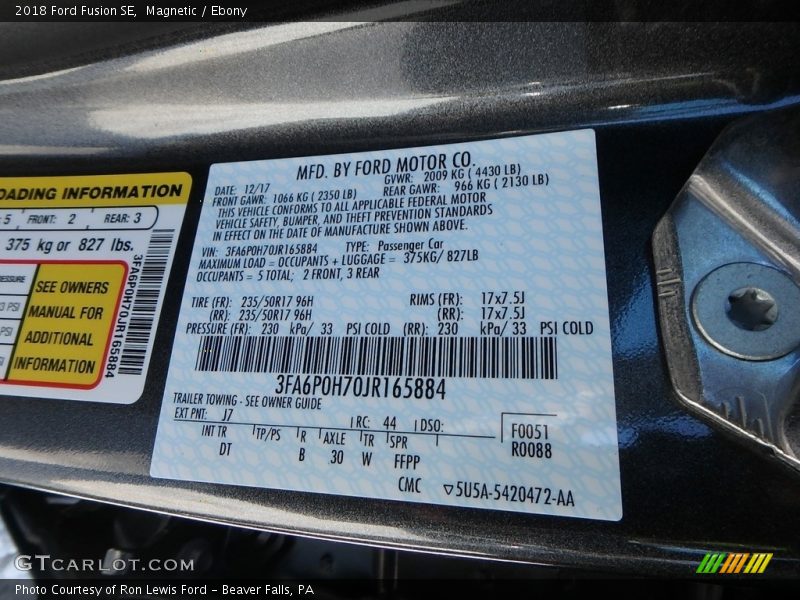 2018 Ford Fusion SE, Magnetic / Ebony
OADING INFORMATION
5 FRONT: 2 REAR: 3
375 kg or 827 lbs.
PRESSURE
PSI
PSI
SEE OWNERS
MANUAL FOR
ADDITIONAL
INFORMATION
3FA6P0H70JR165884
MFD. BY FORD MOTOR CO.
DATE: 12/17 GVWR: 2009 KG ( 4430 LB)
FRONT GAWR: 1066 KG ( 2350 LB) REAR GAWR: 966 KG ( 2130 LB)
THIS VEHICLE CONFORMS TO ALL APPLICABLE FEDERAL MOTOR
VEHICLE SAFETY, BUMPER, AND THEFT PREVENTION STANDARDS
IN EFFECT ON THE DATE OF MANUFACTURE SHOWN ABOVE.
VIN: 3FA6P0H70JR165884 TYPE: Passenger Car
MAXIMUM LOAD = OCCUPANTS + LUGGAGE = 375KG/ 827LB
OCCUPANTS = 5 TOTAL; 2 FRONT, 3 REAR
TIRE (FR): 235/50R17 96H RIMS (FR): 17x7.5J
(RR): 235/50R17 96H (RR): 17x7.5J
PRESSURE (FR): 230 kPa/ 33 PSI COLD (RR): 230 kPa/ 33 PSI COLD
3FA6P0H70JR165884
TRAILER TOWING - SEE OWNER GUIDE
EXT PNT: J7 RC: 44 DSO:
INT TR TP/PS R AXLE TR SPR F0051
DT B 30 W FFPP R0088
CMC ▽5U5A-5420472-AA
GTCARLOT.COM
Photo Courtesy of Ron Lewis Ford - Beaver Falls, PA